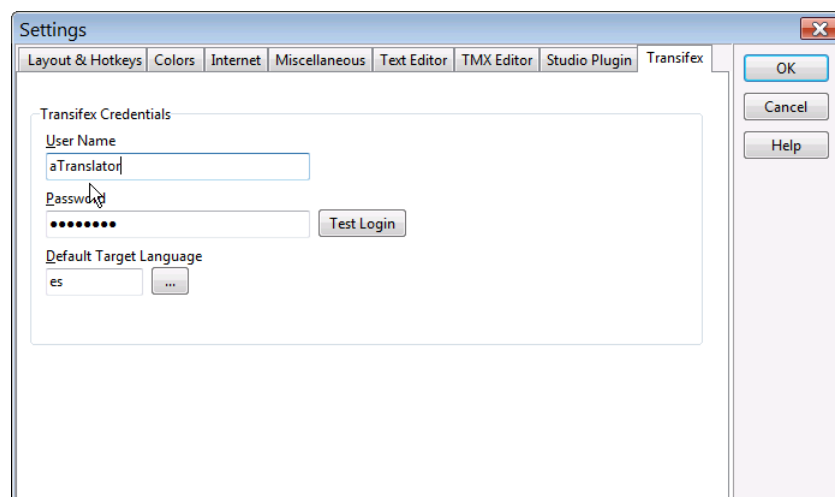 Settings
Layout & Hotkeys Colors Internet Miscellaneous Text Editor TMX Editor Studio Plugin Transifex
OK
Cancel
Help
Transifex Credentials
User Name
aTranslator
Password
●●●●●●●● Test Login
Default Target Language
es ...